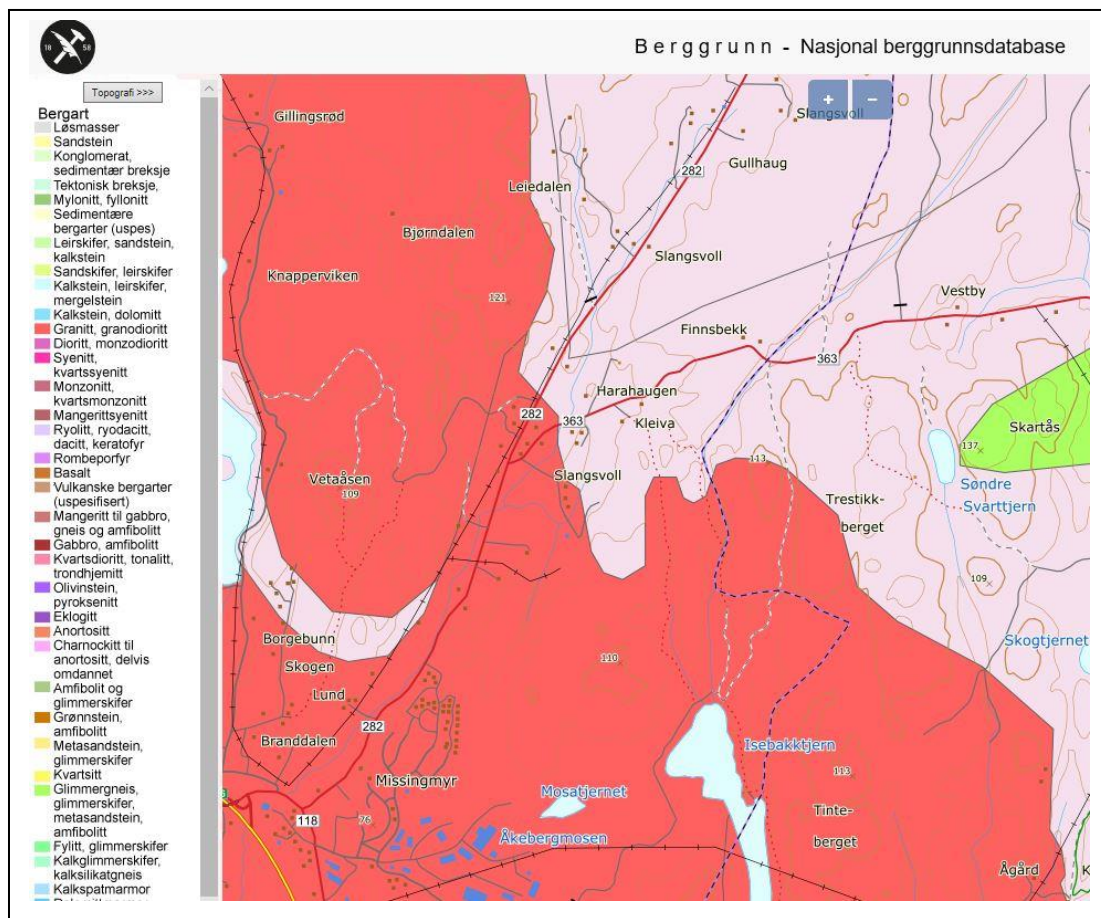 18 58
Berggrunn - Nasjonal berggrunnsdatabase
Topografi >>>
Bergart
Løsmasser
Sandstein
Konglomerat,
sedimentær breksje
Tektonisk breksje,
Mylonitt, fyllonitt
Sedimentære
bergarter (uspes)
Leirskifer, sandstein,
kalkstein
Sandskifer, leirskifer
Kalkstein, leirskifer,
mergelstein
Kalkstein, dolomitt
Granitt, granodioritt
Dioritt, monzodioritt
Syenitt,
kvartssyenitt
Monzonitt,
kvartsmonzonitt
Mangerittsyenitt
Ryolitt, ryodacitt,
dacitt, keratofyr
Rombeporfyr
Basalt
Vulkanske bergarter
(uspesifisert)
Mangeritt til gabbro,
gneis og amfibolitt
Gabbro, amfibolitt
Kvartsdioritt, tonalitt,
trondhjemitt
Olivinstein,
pyroksenitt
Eklogitt
Anortositt
Charnockitt til
anortositt, delvis
omdannet
Amfibolit og
glimmerskifer
Grønnstein,
amfibolitt
Metasandstein,
glimmerskifer
Kvartsitt
Glimmergneis,
glimmerskifer,
metasandstein,
amfibolitt
Fylitt, glimmerskifer
Kalkglimmerskifer,
kalksilikatgneis
Kalkspatmarmor
+ −
Gillingsrød
Slangsvoll
Gullhaug
282
Leiedalen
Bjørndalen
Slangsvoll
Knapperviken
121
Vestby
Finnsbekk
363
Harahaugen
282
363
Kleiva
Skartås
137
Slangsvoll
113
Vetaåsen
109
Søndre
Svarttjern
Trestikk-
berget
109
Borgebunn
Skogtjernet
Skogen
110
Lund
282
Branddalen
Isebakktjern
Missingmyr
113
Mosatjernet
118
76
Tinte-
berget
Åkebergmosen
Ågård
K